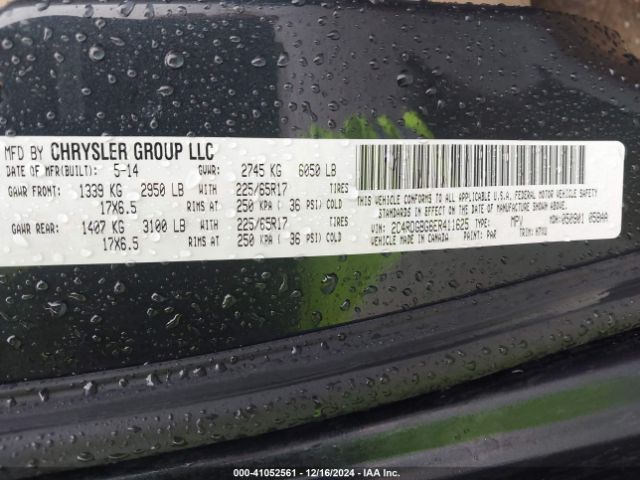 MFD BY CHRYSLER GROUP LLC
DATE OF MFR(BUILT): 5-14 GVWR: 2745 KG 6050 LB
GAWR FRONT: 1339 KG 2950 LB WITH 225/65R17 TIRES
17X6.5 RIMS AT 250 KPA ( 36 PSI) COLD
GAWR REAR: 1407 KG 3100 LB WITH 225/65R17 TIRES
17X6.5 RIMS AT 250 KPA ( 36 PSI) COLD
THIS VEHICLE CONFORMS TO ALL APPLICABLE U.S.A. FEDERAL MOTOR VEHICLE SAFETY
STANDARDS IN EFFECT ON THE DATE OF MANUFACTURE SHOWN ABOVE.
VIN: 2C4RDGBG6ER411625 TYPE: MPV MDH: 050901 058AA
VEHICLE MADE IN CANADA PAINT: PAR TRIM:
000-41052561 - 12/16/2024 - IAA Inc.